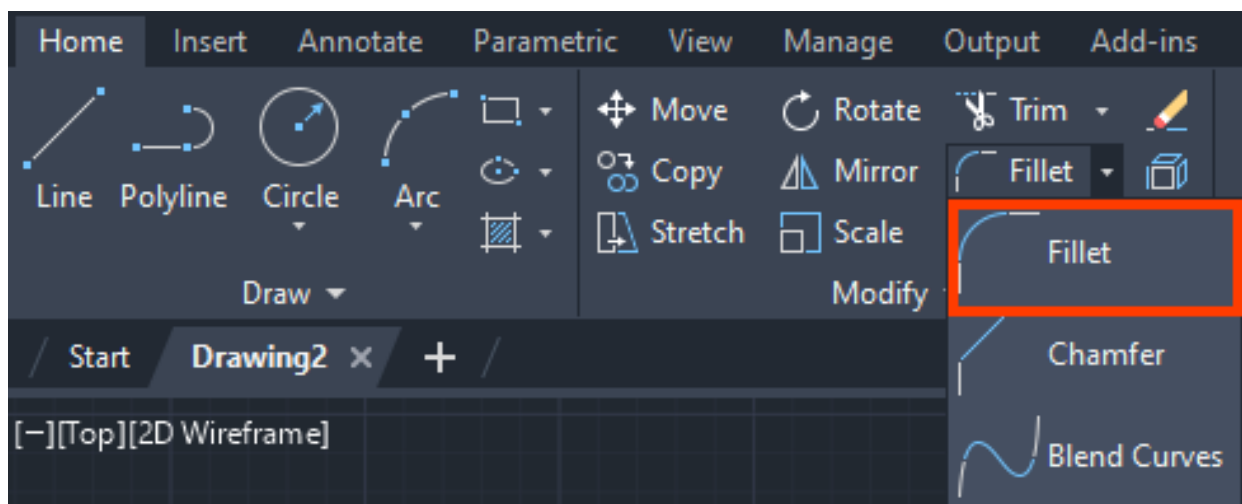 Home Insert Annotate Parametric View Manage Output Add-ins
Move Rotate Trim
Line Polyline Circle Arc Copy Mirror Fillet
Stretch Scale Fillet
Draw Modify
Start Drawing2 Chamfer
[−][Top][2D Wireframe]
Blend Curves